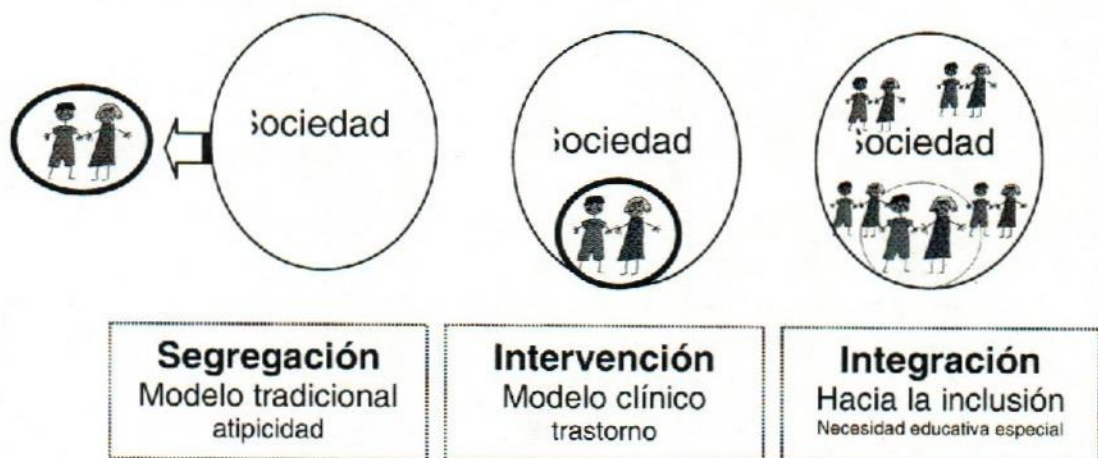 Sociedad
Sociedad
Sociedad
Segregación
Modelo tradicional
atipicidad
Intervención
Modelo clínico
trastorno
Integración
Hacia la inclusión
Necesidad educativa especial